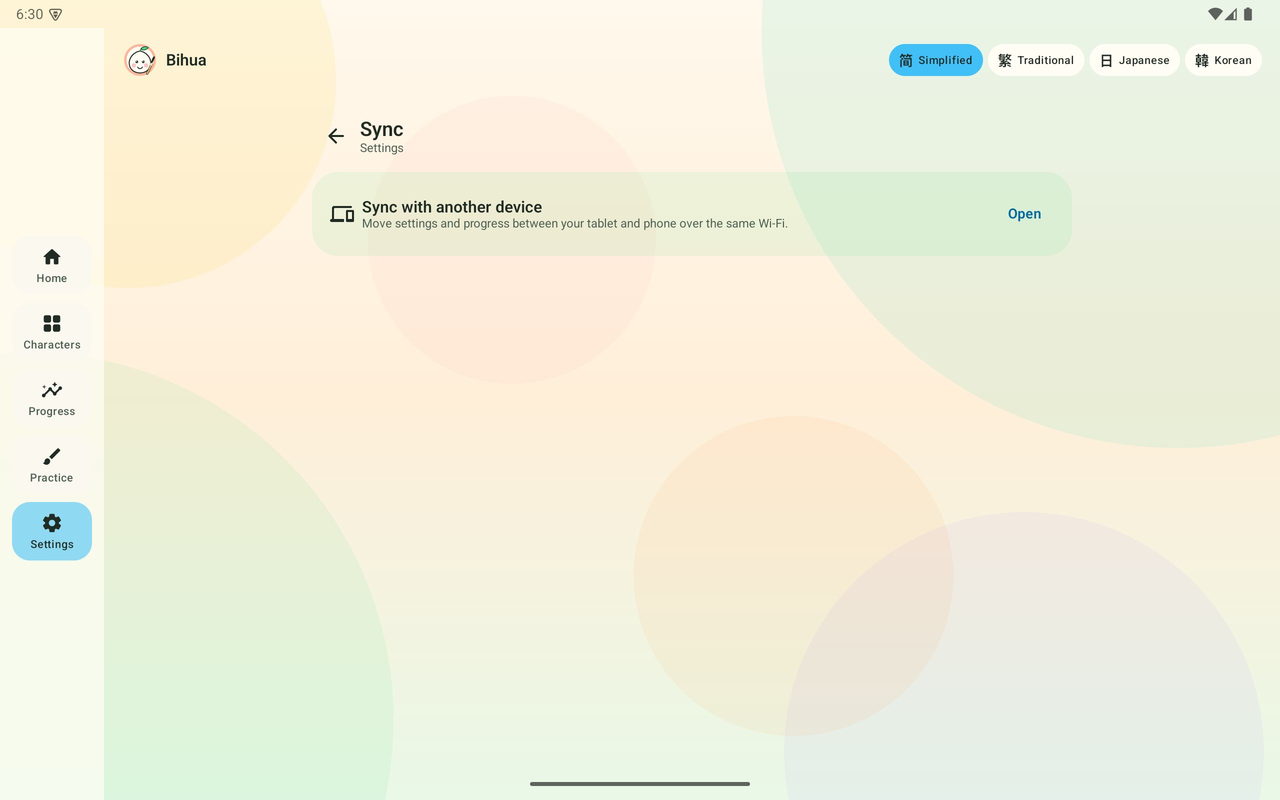 6:30
Bihua
简 Simplified
繁 Traditional
日 Japanese
韓 Korean
Sync
Settings
Sync with another device
Move settings and progress between your tablet and phone over the same Wi-Fi.
Open
Home
Characters
Progress
Practice
Settings